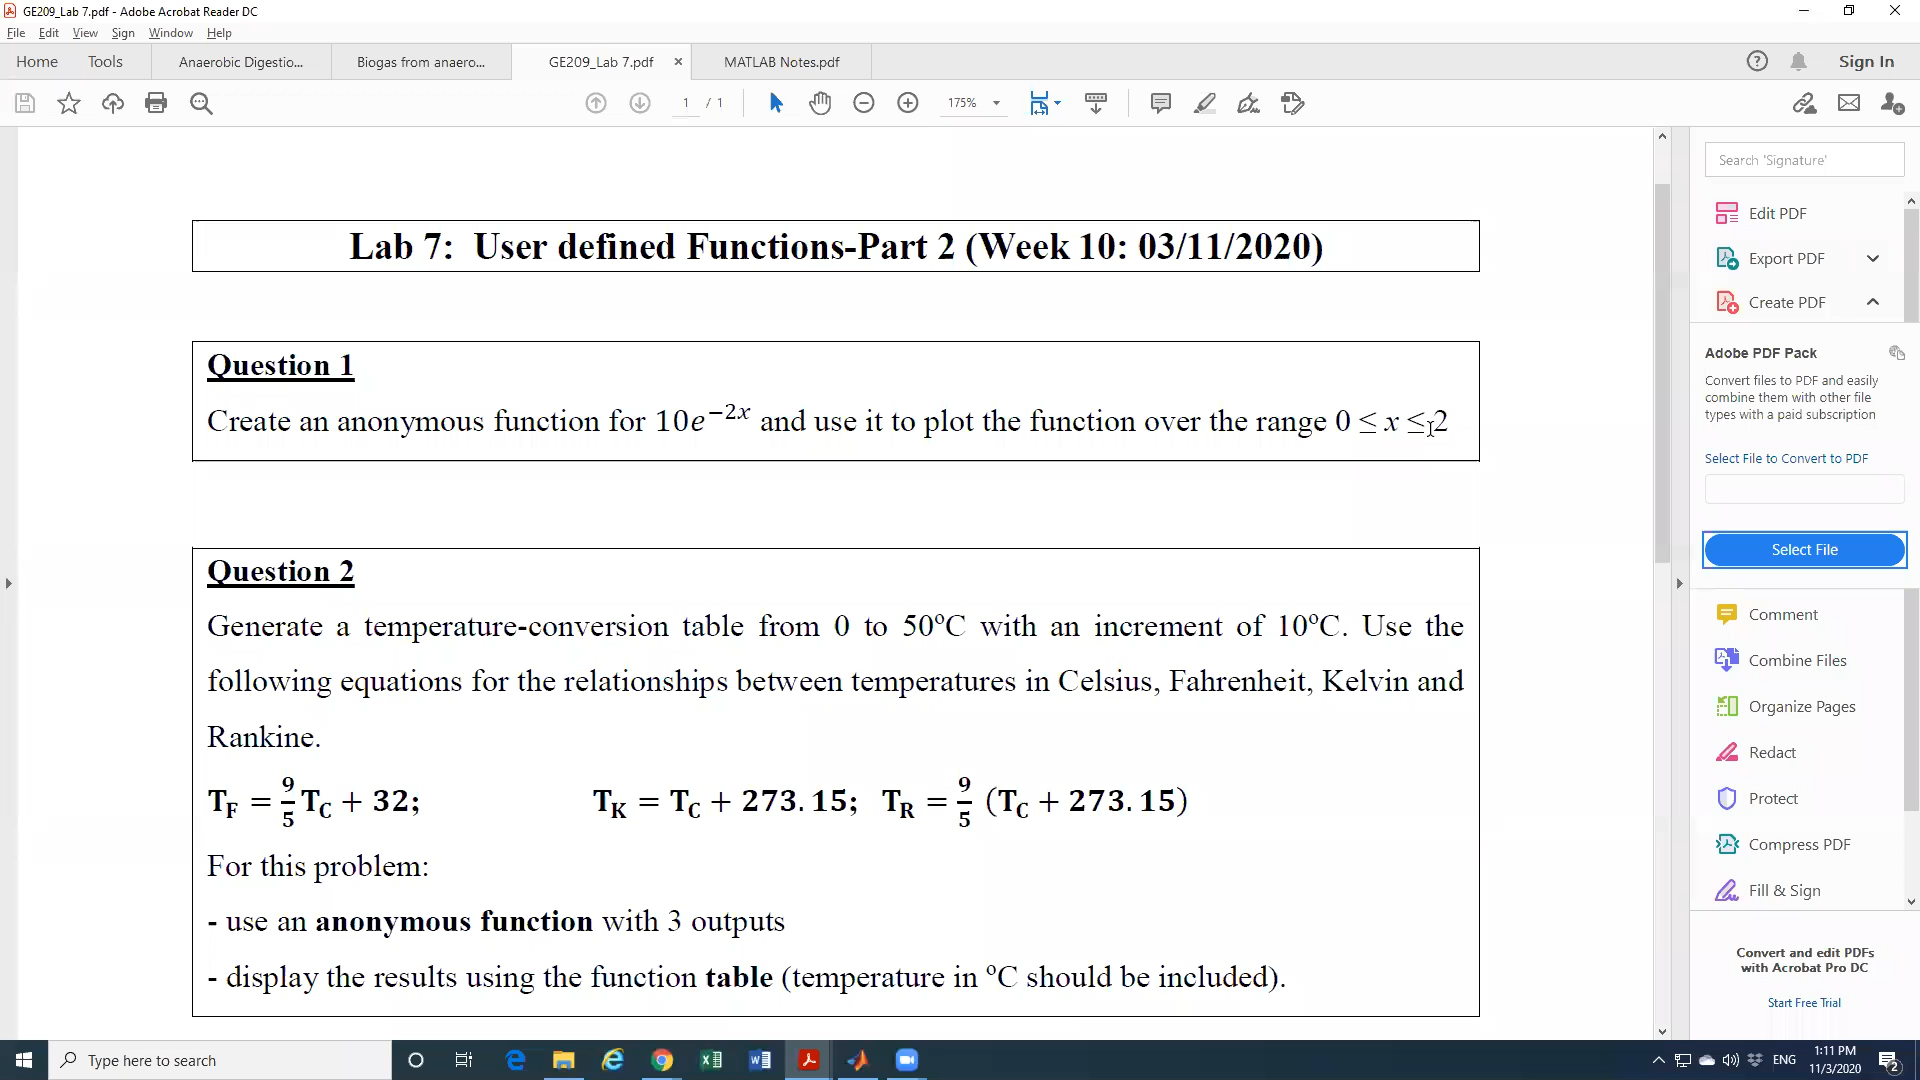 GE209_Lab 7.pdf - Adobe Acrobat Reader DC
File Edit View Sign Window Help
Home Tools Anaerobic Digestio... Biogas from anaero... GE209_Lab 7.pdf MATLAB Notes.pdf Sign In
1 / 1 175%
Search 'Signature'
Edit PDF
Export PDF
Create PDF
Adobe PDF Pack
Convert files to PDF and easily
combine them with other file
types with a paid subscription
Select File to Convert to PDF
Select File
Comment
Combine Files
Organize Pages
Redact
Protect
Compress PDF
Fill & Sign
Convert and edit PDFs
with Acrobat Pro DC
Start Free Trial
Lab 7: User defined Functions-Part 2 (Week 10: 03/11/2020)
Question 1
Create an anonymous function for 10e⁻²ˣ and use it to plot the function over the range 0 ≤ x ≤ 2
Question 2
Generate a temperature-conversion table from 0 to 50ºC with an increment of 10ºC. Use the
following equations for the relationships between temperatures in Celsius, Fahrenheit, Kelvin and
Rankine.
T_F = 9/5 T_C + 32; T_K = T_C + 273.15; T_R = 9/5 (T_C + 273.15)
For this problem:
- use an anonymous function with 3 outputs
- display the results using the function table (temperature in ºC should be included).
Type here to search
ENG
1:11 PM
11/3/2020
2